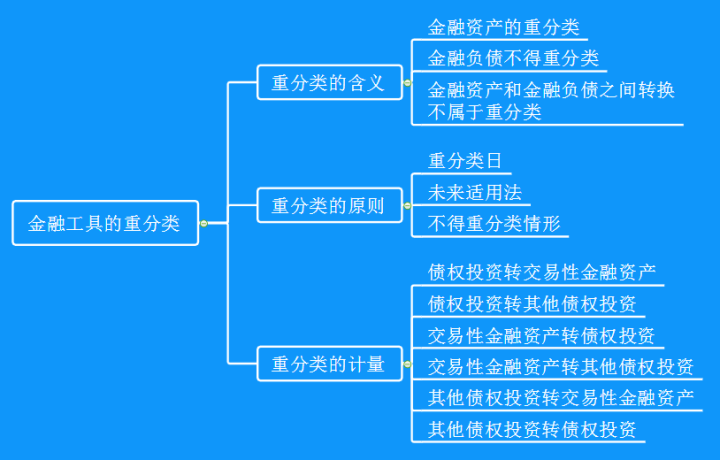 金融工具的重分类
重分类的含义
金融资产的重分类
金融负债不得重分类
金融资产和金融负债之间转换
不属于重分类
重分类的原则
重分类日
未来适用法
不得重分类情形
重分类的计量
债权投资转交易性金融资产
债权投资转其他债权投资
交易性金融资产转债权投资
交易性金融资产转其他债权投资
其他债权投资转交易性金融资产
其他债权投资转债权投资